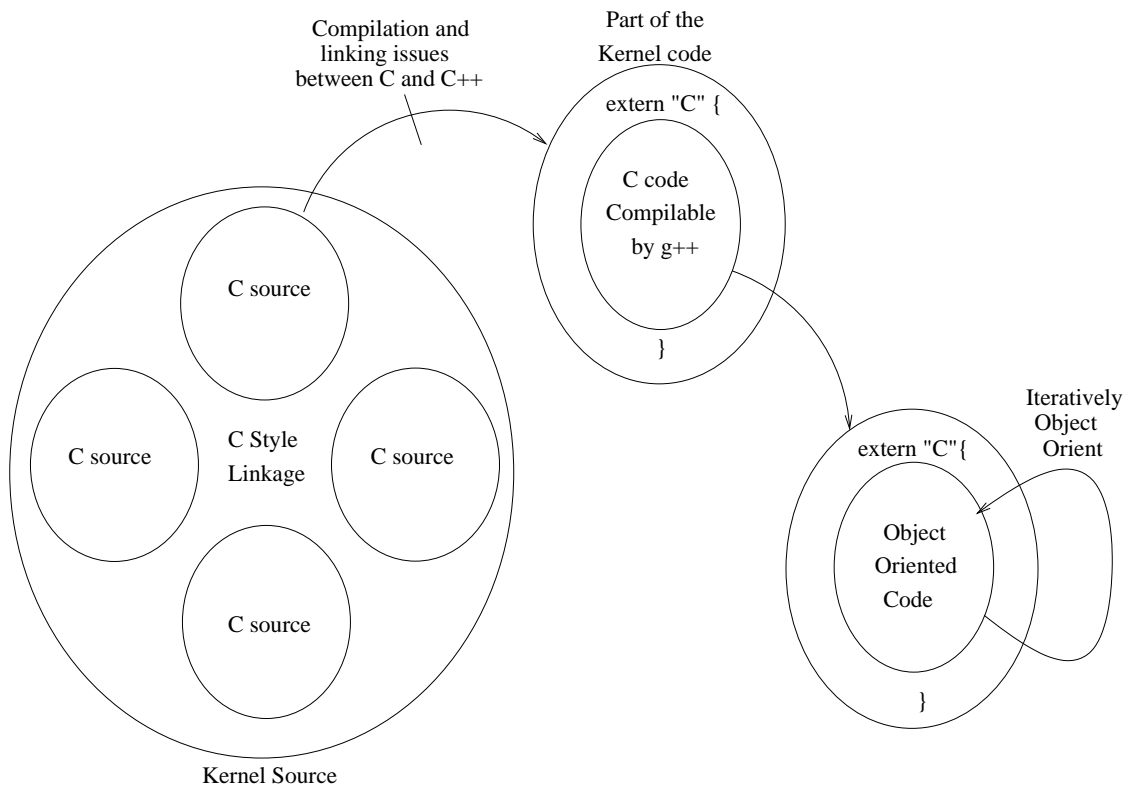 Compilation and
linking issues
between C and C++
Part of the
Kernel code
extern "C" {
C code
Compilable
by g++
}
C source
C source
C Style
Linkage
C source
C source
Kernel Source
Iteratively
Object
Orient
extern "C"{
Object
Oriented
Code
}